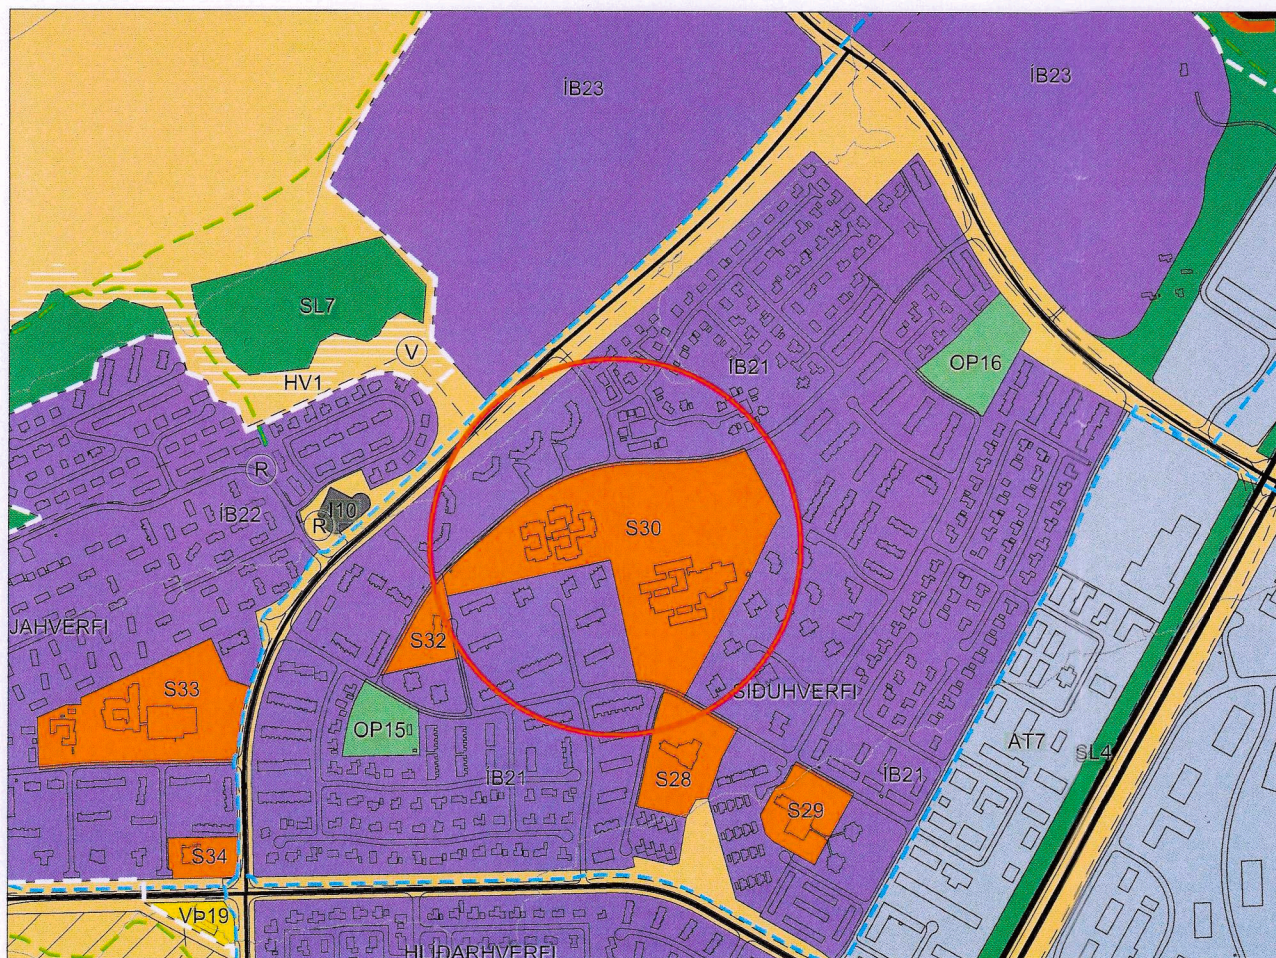 ÍB23
ÍB23
SL7
V
HV1
ÍB21
OP16
R
ÍB22
R
I10
S30
JAHVERFI
S32
S33
SÍÐUHVERFI
OP15
AT7
SL4
ÍB21
S28
ÍB21
S29
S34
VÞ19
HLÍÐARHVERFI